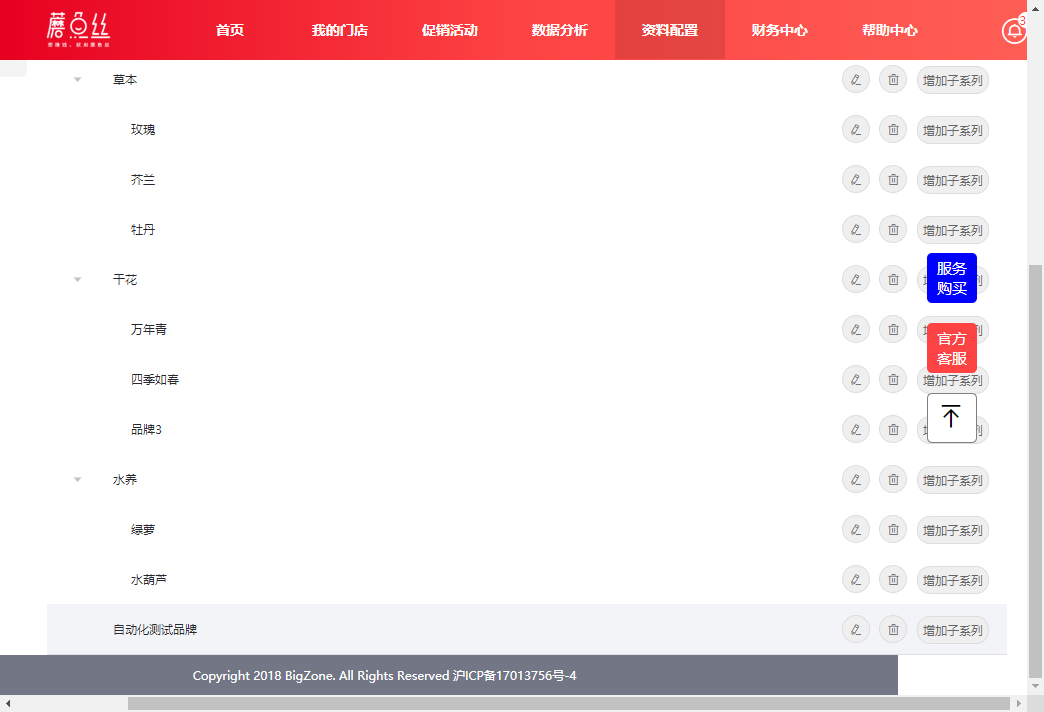 蘑点丝
首页 我的门店 促销活动 数据分析 资料配置 财务中心 帮助中心
3
草本 增加子系列
玫瑰 增加子系列
芥兰 增加子系列
牡丹 增加子系列
干花
服务
购买
万年青
官方
客服
四季如春 增加子系列
品牌3
水养 增加子系列
绿萝 增加子系列
水葫芦 增加子系列
自动化测试品牌 增加子系列
Copyright 2018 BigZone. All Rights Reserved 沪ICP备17013756号-4